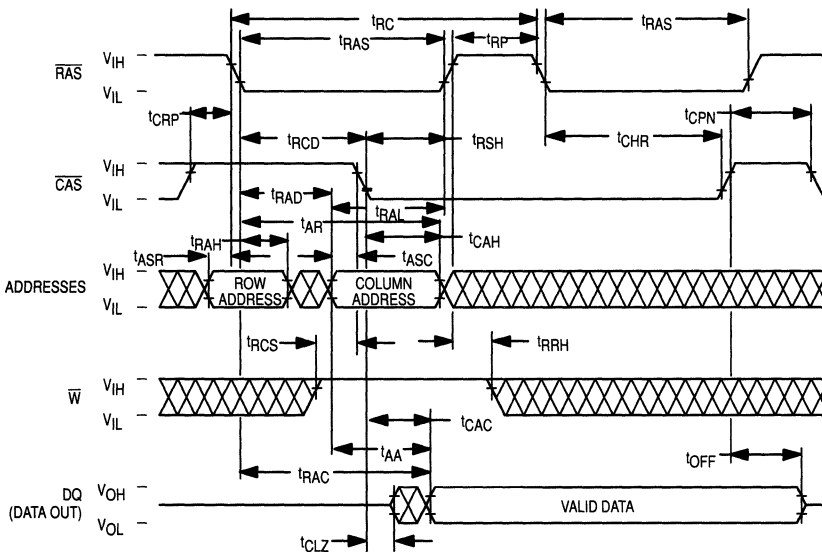 tRC
tRAS
tRP
tRAS
RAS
VIH
VIL
tCRP
tRCD
tRSH
tCHR
tCPN
CAS
VIH
VIL
tRAD
tRAL
tAR
tRAH
tCAH
tASR
tASC
ADDRESSES
VIH
VIL
ROW
ADDRESS
COLUMN
ADDRESS
tRCS
tRRH
W
VIH
VIL
tCAC
tAA
tRAC
tOFF
DQ
(DATA OUT)
VOH
VOL
VALID DATA
tCLZ